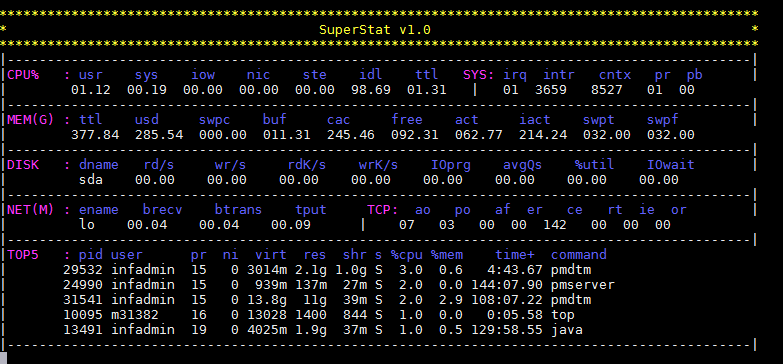 ***********************************************************************************************
* SuperStat v1.0 *
***********************************************************************************************
|---------------------------------------------------------------------------------------------|
|CPU% : usr sys iow nic ste idl ttl SYS: irq intr cntx pr pb |
| 01.12 00.19 00.00 00.00 00.00 98.69 01.31 | 01 3659 8527 01 00 |
|---------------------------------------------------------------------------------------------|
|MEM(G) : ttl usd swpc buf cac free act iact swpt swpf |
| 377.84 285.54 000.00 011.31 245.46 092.31 062.77 214.24 032.00 032.00 |
|---------------------------------------------------------------------------------------------|
|DISK : dname rd/s wr/s rdK/s wrK/s IOprg avgQs %util IOwait |
| sda 00.00 00.00 00.00 00.00 00.00 00.00 00.00 00.00 |
|---------------------------------------------------------------------------------------------|
|NET(M) : ename brecv btrans tput TCP: ao po af er ce rt ie or |
| lo 00.04 00.04 00.09 | 07 03 00 00 142 00 00 00 |
|---------------------------------------------------------------------------------------------|
|TOP5 : pid user pr ni virt res shr s %cpu %mem time+ command |
| 29532 infadmin 15 0 3014m 2.1g 1.0g S 3.0 0.6 4:43.67 pmdtm |
| 24990 infadmin 15 0 939m 137m 27m S 2.0 0.0 144:07.90 pmserver |
| 31541 infadmin 15 0 13.8g 11g 39m S 2.0 2.9 108:07.22 pmdtm |
| 10095 m31382 16 0 13028 1400 844 S 1.0 0.0 0:05.58 top |
| 13491 infadmin 19 0 4025m 1.9g 37m S 1.0 0.5 129:58.55 java |
|---------------------------------------------------------------------------------------------|